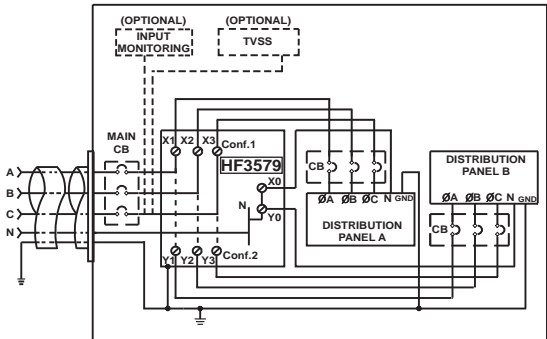 (OPTIONAL)
INPUT
MONITORING
(OPTIONAL)
TVSS
MAIN
CB
X1 X2 X3
Conf.1
HF3579
X0
N
Y0
Y1 Y2 Y3
Conf.2
A
B
C
N
CB
ØA ØB ØC N GND
DISTRIBUTION
PANEL A
DISTRIBUTION
PANEL B
ØA ØB ØC N GND
CB